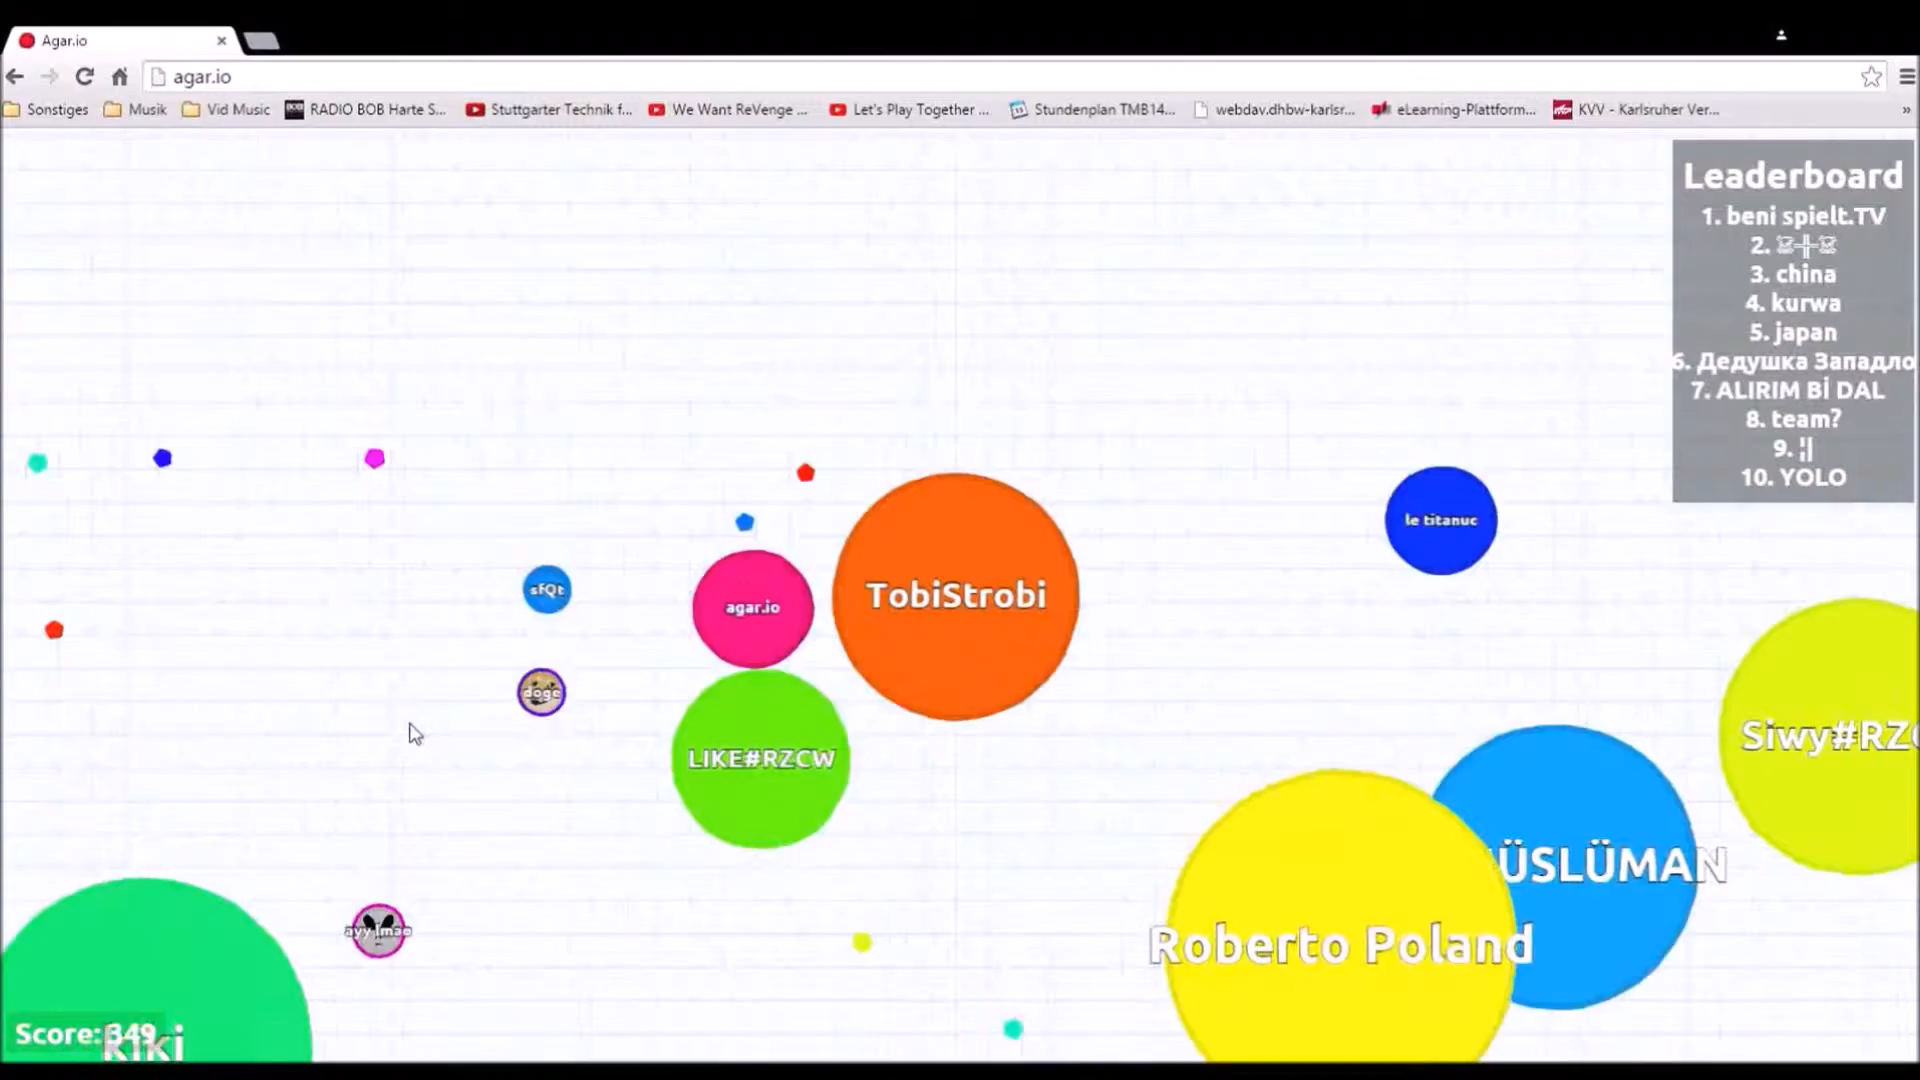 Agar.io
agar.io
Sonstiges Musik Vid Music RADIO BOB Harte S... Stuttgarter Technik f... We Want ReVenge ... Let's Play Together ... Stundenplan TMB14... webdav.dhbw-karlsr... eLearning-Plattform... KVV - Karlsruher Ver... »
Leaderboard
1. beni spielt.TV
2. ☠╬☠
3. china
4. kurwa
5. japan
6. Дедушка Западло
7. ALIRIM Bİ DAL
8. team?
9. ¦|
10. YOLO
le titanuc
sfQt
TobiStrobi
agar.io
doge
LIKE#RZCW
Siwy#RZC
ÜSLÜMAN
ayy lmao
Roberto Poland
Score: 349
kiki